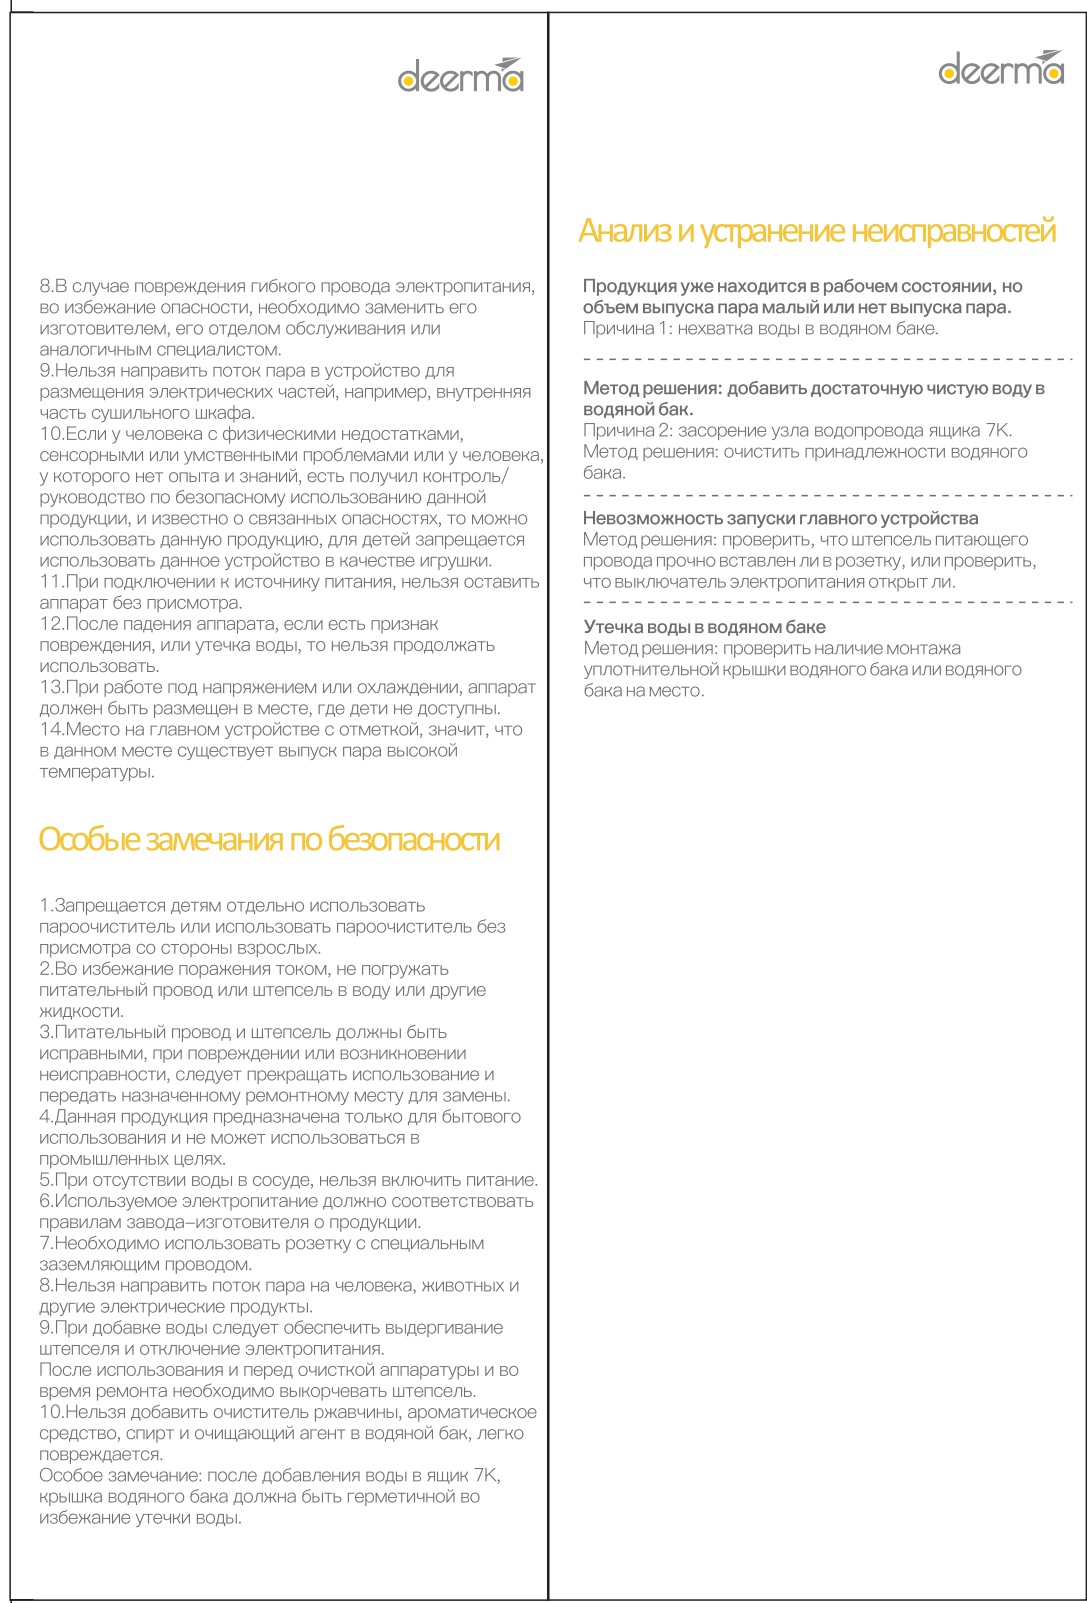 deerma
8.В случае повреждения гибкого провода электропитания,
во избежание опасности, необходимо заменить его
изготовителем, его отделом обслуживания или
аналогичным специалистом.
9.Нельзя направить поток пара в устройство для
размещения электрических частей, например, внутренняя
часть сушильного шкафа.
10.Если у человека с физическими недостатками,
сенсорными или умственными проблемами или у человека,
у которого нет опыта и знаний, есть получил контроль/
руководство по безопасному использованию данной
продукции, и известно о связанных опасностях, то можно
использовать данную продукцию, для детей запрещается
использовать данное устройство в качестве игрушки.
11.При подключении к источнику питания, нельзя оставить
аппарат без присмотра.
12.После падения аппарата, если есть признак
повреждения, или утечка воды, то нельзя продолжать
использовать.
13.При работе под напряжением или охлаждении, аппарат
должен быть размещен в месте, где дети не доступны.
14.Место на главном устройстве с отметкой, значит, что
в данном месте существует выпуск пара высокой
температуры.
Особые замечания по безопасности
1.Запрещается детям отдельно использовать
пароочиститель или использовать пароочиститель без
присмотра со стороны взрослых.
2.Во избежание поражения током, не погружать
питательный провод или штепсель в воду или другие
жидкости.
3.Питательный провод и штепсель должны быть
исправными, при повреждении или возникновении
неисправности, следует прекращать использование и
передать назначенному ремонтному месту для замены.
4.Данная продукция предназначена только для бытового
использования и не может использоваться в
промышленных целях.
5.При отсутствии воды в сосуде, нельзя включить питание.
6.Используемое электропитание должно соответствовать
правилам завода–изготовителя о продукции.
7.Необходимо использовать розетку с специальным
заземляющим проводом.
8.Нельзя направить поток пара на человека, животных и
другие электрические продукты.
9.При добавке воды следует обеспечить выдергивание
штепселя и отключение электропитания.
После использования и перед очисткой аппаратуры и во
время ремонта необходимо выкорчевать штепсель.
10.Нельзя добавить очиститель ржавчины, ароматическое
средство, спирт и очищающий агент в водяной бак, легко
повреждается.
Особое замечание: после добавления воды в ящик 7K,
крышка водяного бака должна быть герметичной во
избежание утечки воды.
deerma
Анализ и устранение неисправностей
Продукция уже находится в рабочем состоянии, но
объем выпуска пара малый или нет выпуска пара.
Причина 1: нехватка воды в водяном баке.
Метод решения: добавить достаточную чистую воду в
водяной бак.
Причина 2: засорение узла водопровода ящика 7K.
Метод решения: очистить принадлежности водяного
бака.
Невозможность запуски главного устройства
Метод решения: проверить, что штепсель питающего
провода прочно вставлен ли в розетку, или проверить,
что выключатель электропитания открыт ли.
Утечка воды в водяном баке
Метод решения: проверить наличие монтажа
уплотнительной крышки водяного бака или водяного
бака на место.